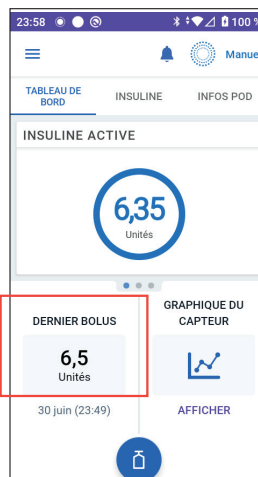 23:58 100 %
Manuel
TABLEAU DE
BORD
INSULINE
INFOS POD
INSULINE ACTIVE
6,35
Unités
DERNIER BOLUS
6,5
Unités
30 juin (23:49)
GRAPHIQUE DU
CAPTEUR
AFFICHER